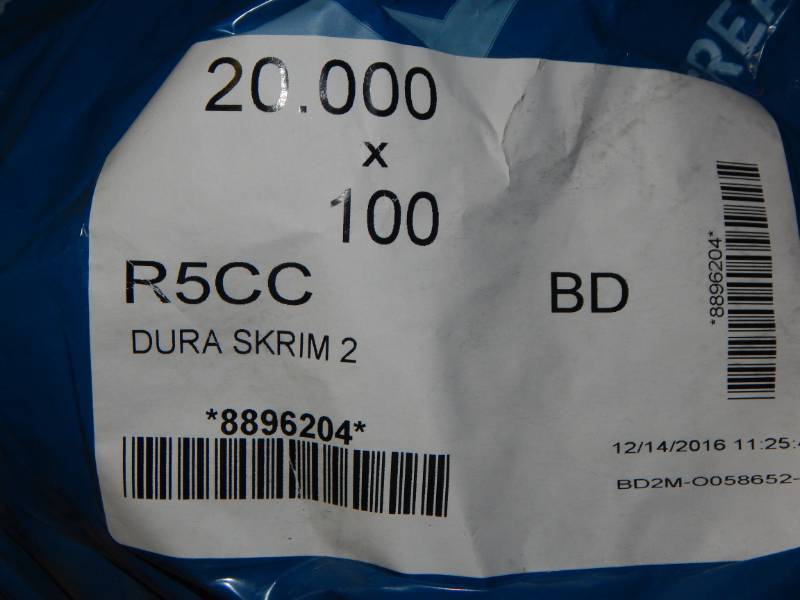 20.000
x
100
R5CC
BD
DURA SKRIM 2
*8896204*
*8896204*
12/14/2016 11:25:
BD2M-O058652-